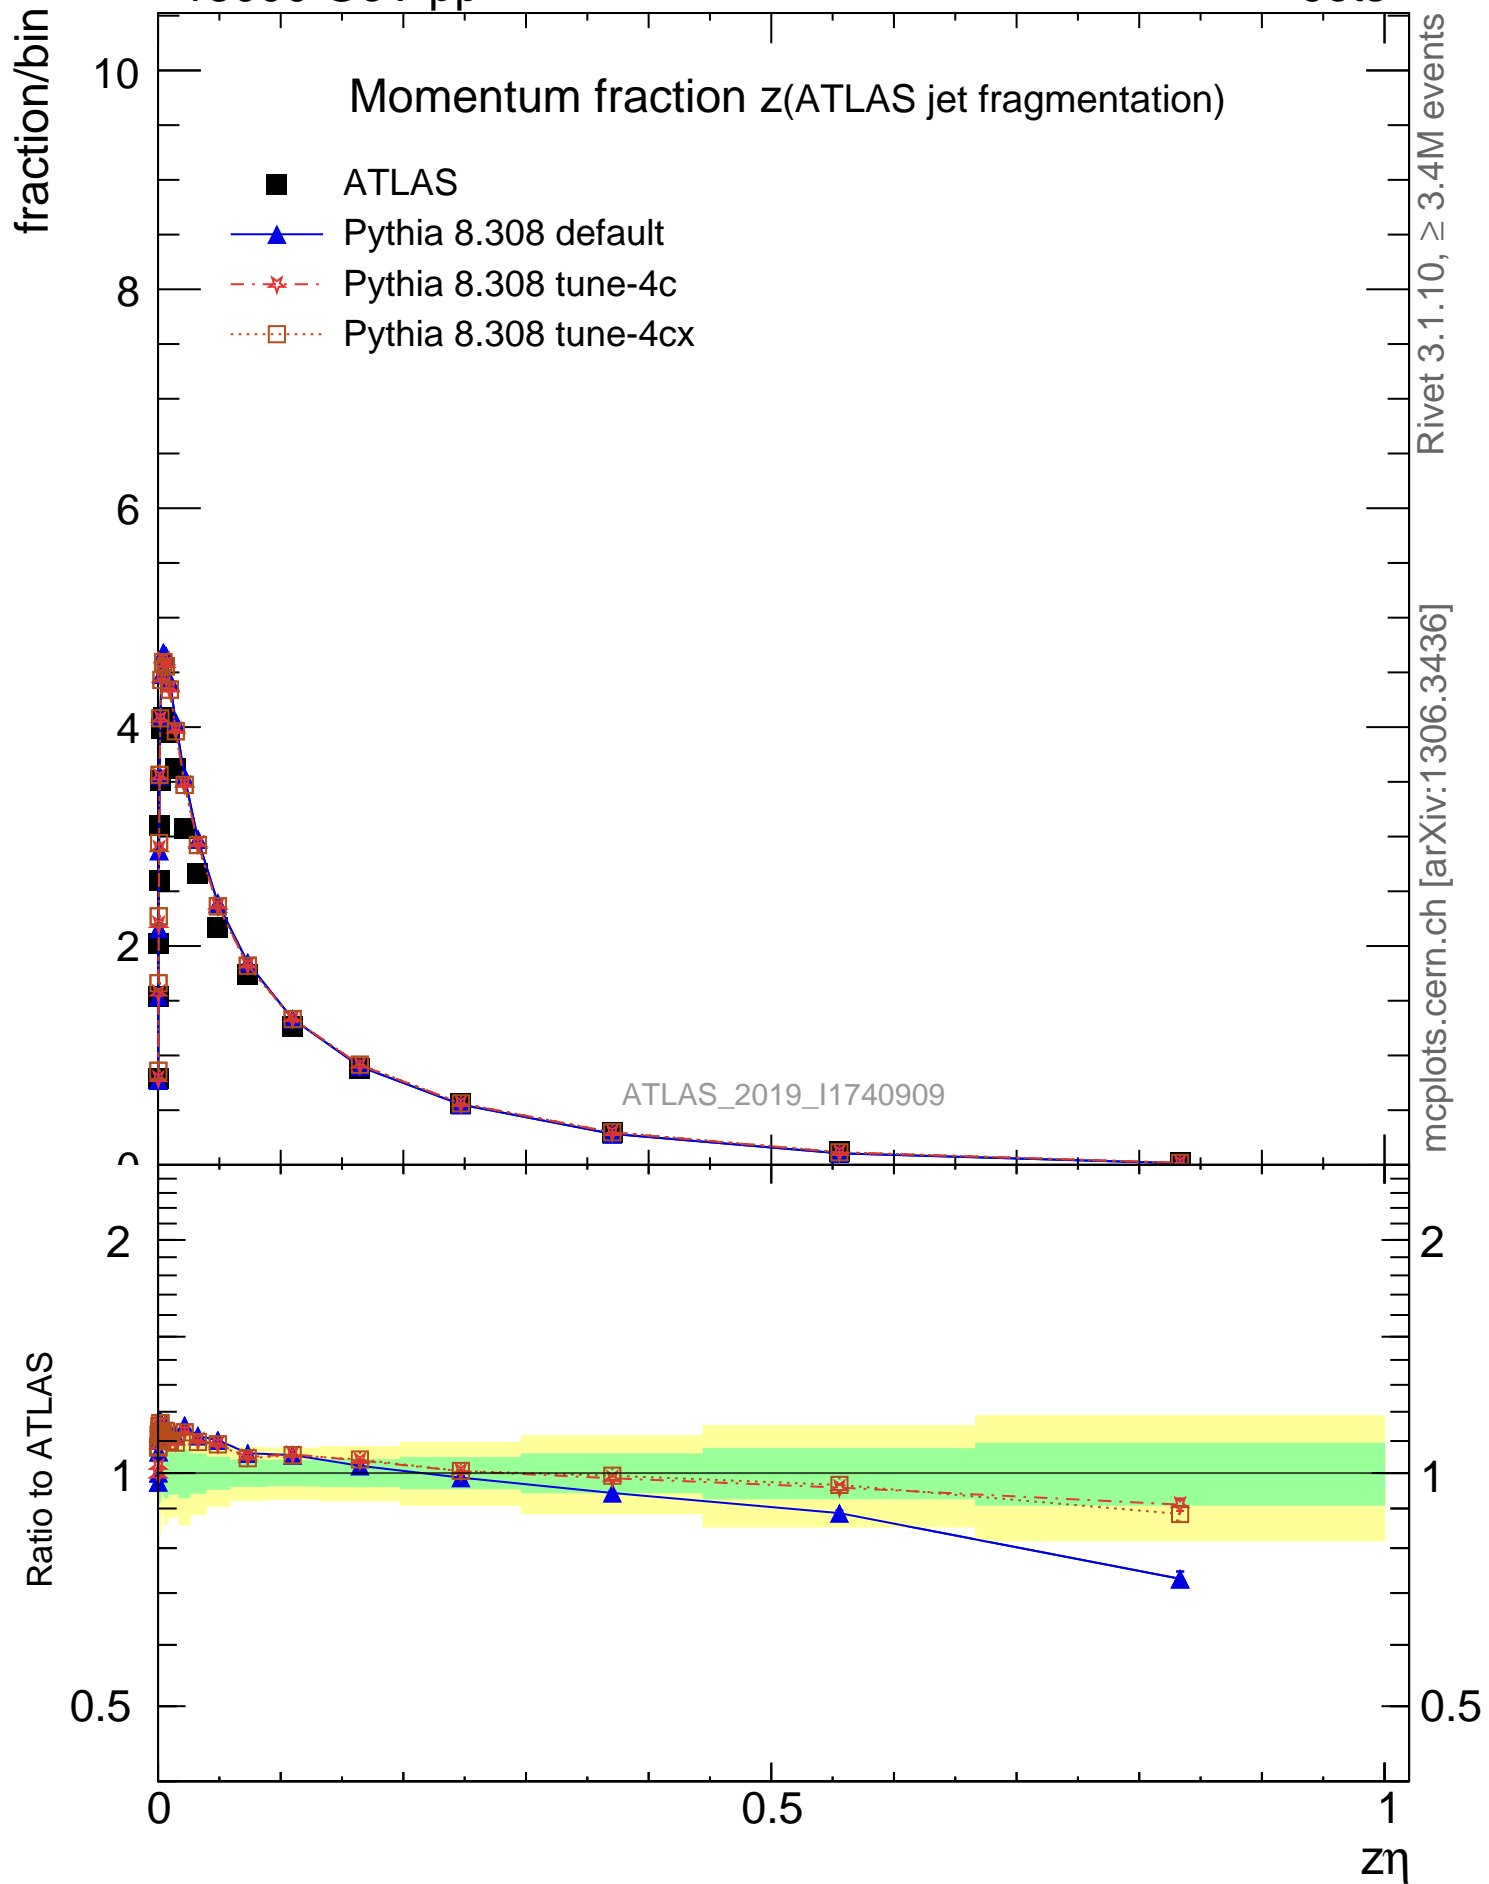 fraction/bin
10
Momentum fraction z(ATLAS jet fragmentation)
ATLAS
Pythia 8.308 default
Pythia 8.308 tune-4c
Pythia 8.308 tune-4cx
8
6
4
2
0
ATLAS_2019_I1740909
Rivet 3.1.10, ≥ 3.4M events
mcplots.cern.ch [arXiv:1306.3436]
Ratio to ATLAS
2
1
0.5
2
1
0.5
0
0.5
1
zη